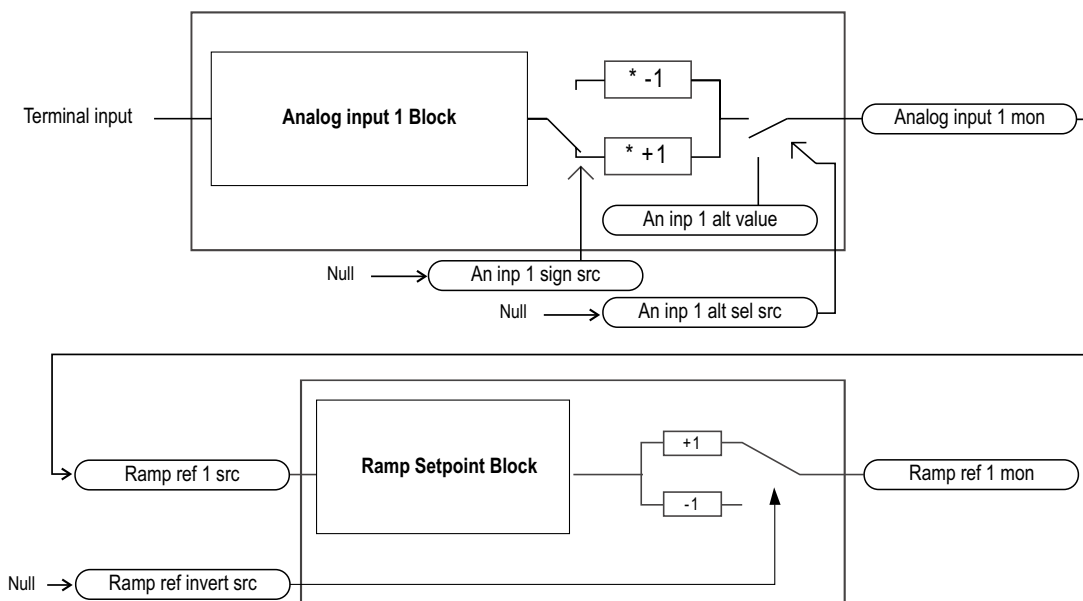 * -1
Terminal input
Analog input 1 Block
Analog input 1 mon
* +1
An inp 1 alt value
Null
An inp 1 sign src
Null
An inp 1 alt sel src
+1
Ramp ref 1 src
Ramp Setpoint Block
Ramp ref 1 mon
-1
Null
Ramp ref invert src